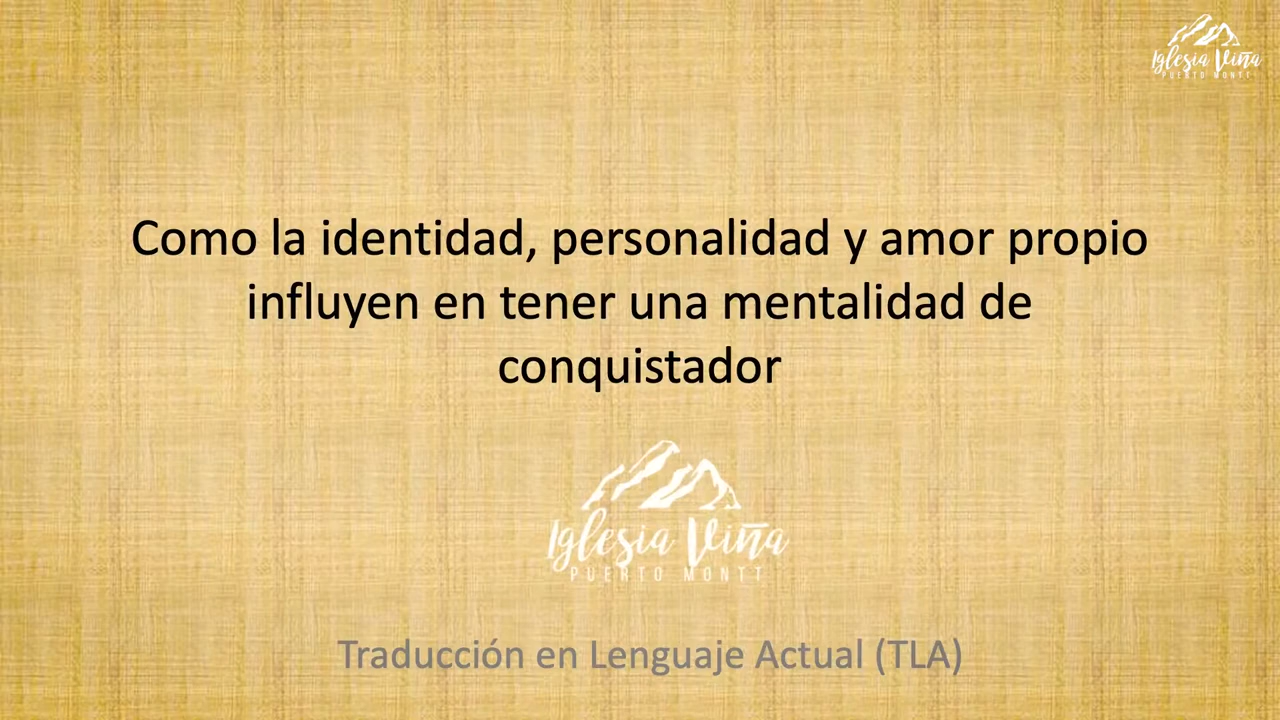 Iglesia Viña
PUERTO MONTT
Como la identidad, personalidad y amor propio
influyen en tener una mentalidad de
conquistador
Iglesia Viña
PUERTO MONTT
Traducción en Lenguaje Actual (TLA)